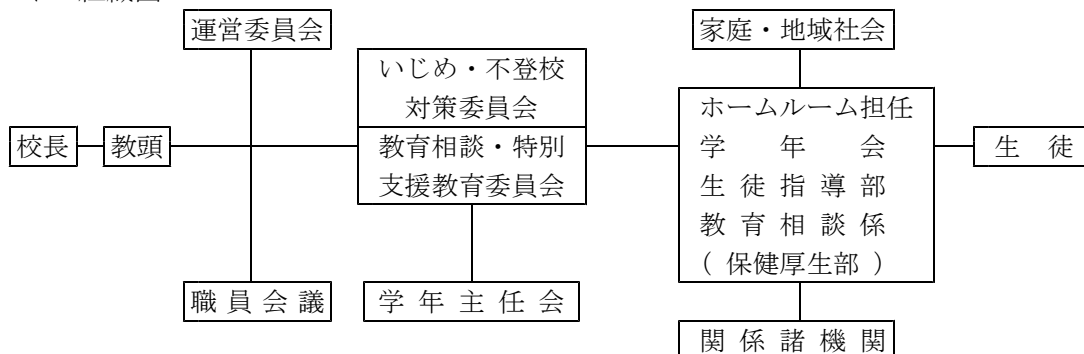 運営委員会
家庭・地域社会
いじめ・不登校
対策委員会
ホームルーム担任
校長
教頭
教育相談・特別
支援教育委員会
学年会
生徒指導部
教育相談係
(保健厚生部)
生徒
職員会議
学年主任会
関係諸機関